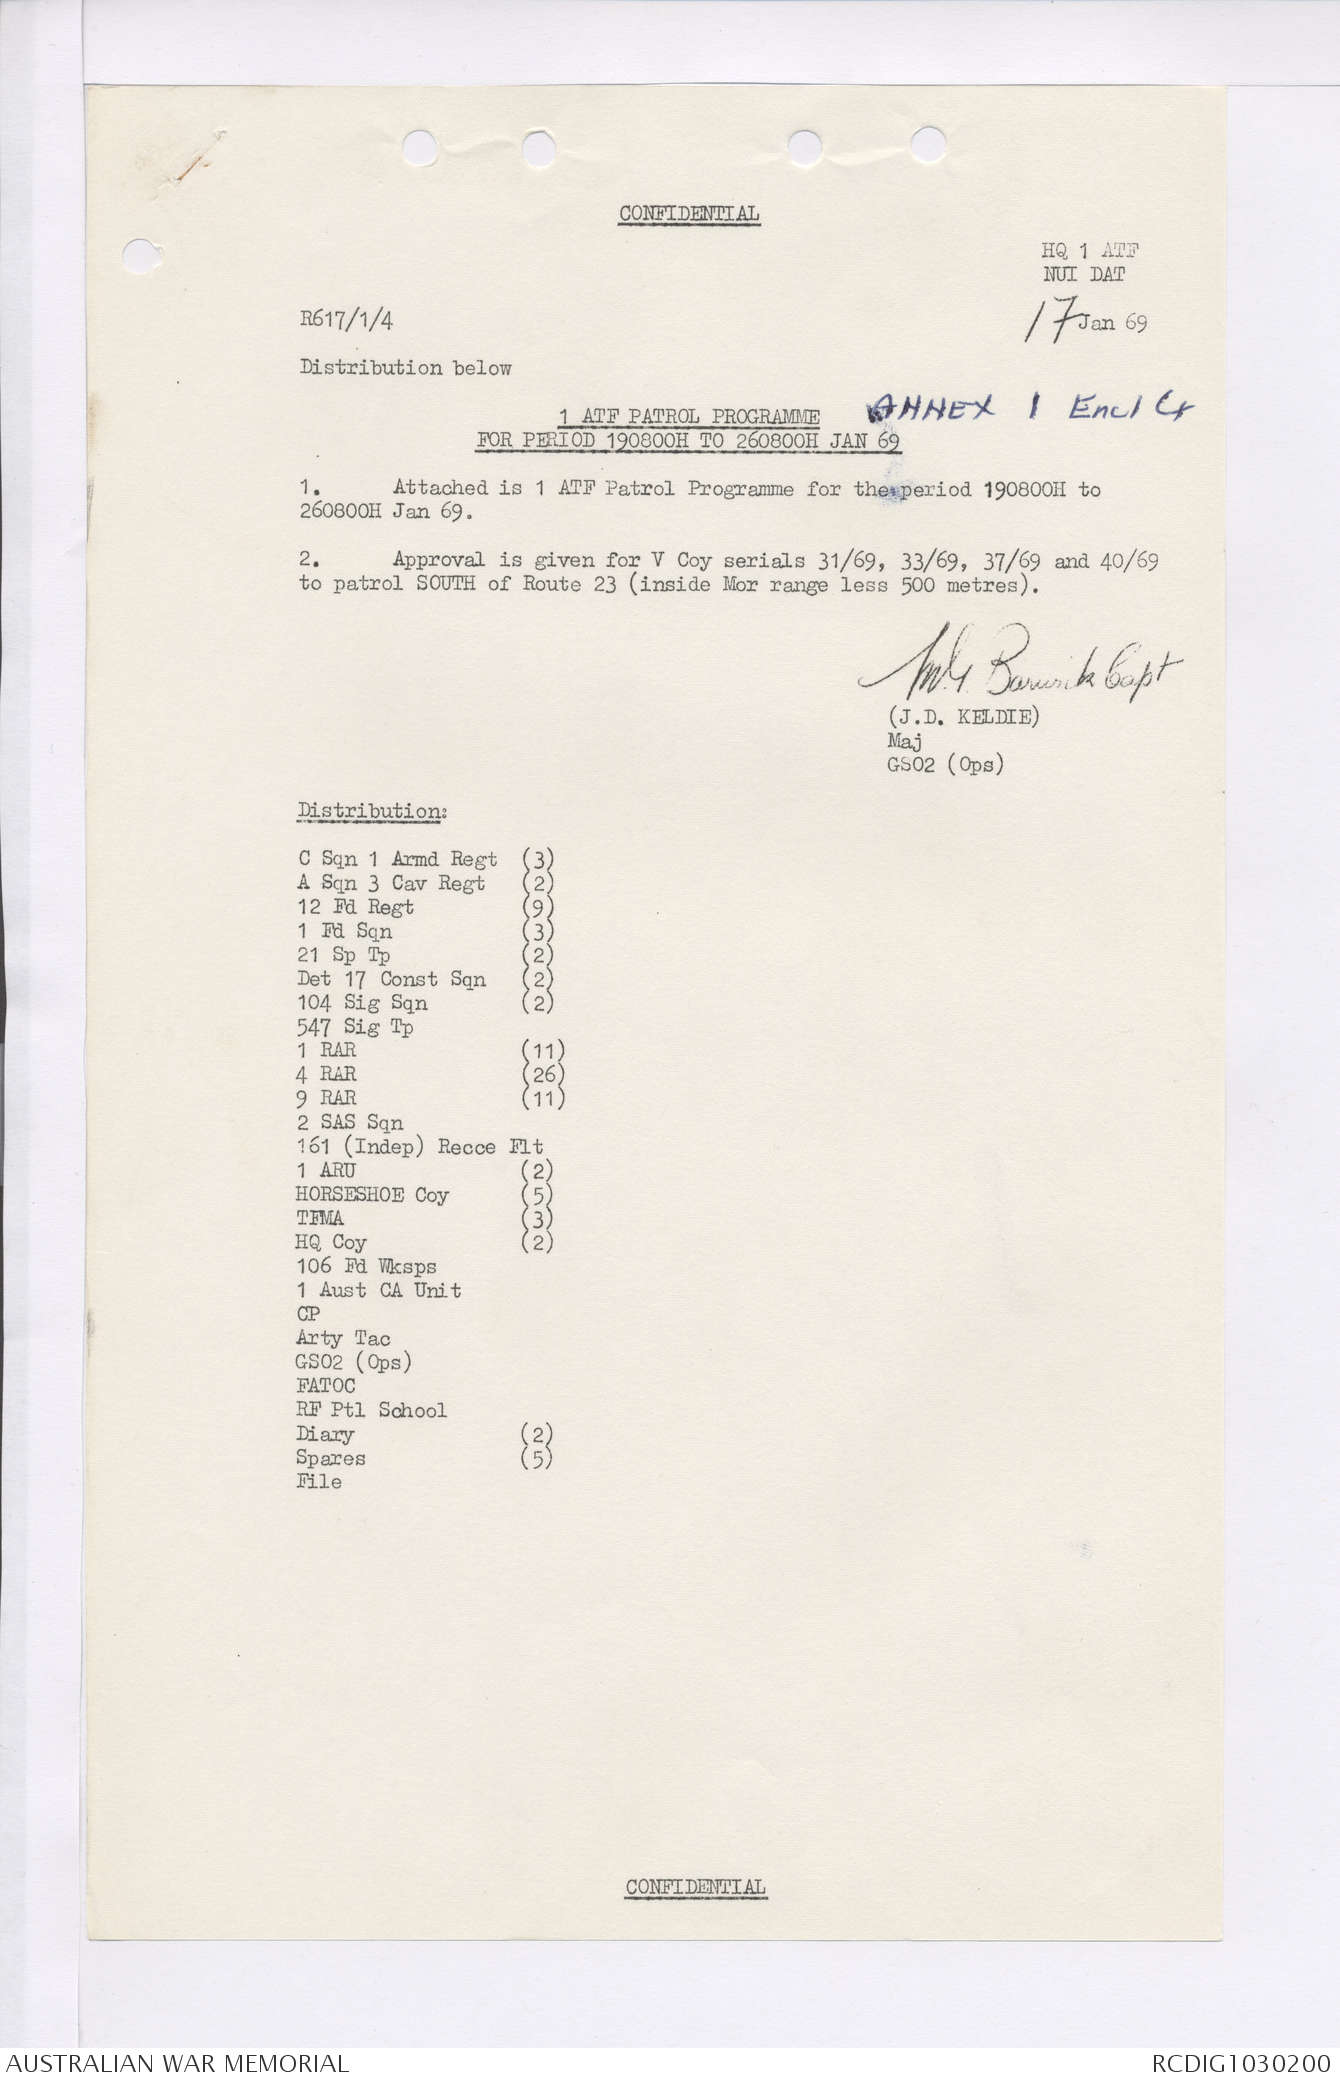 CONFIDENTIAL
HQ 1 ATF
NUI DAT
R617/1/4
17 Jan 69
Distribution below
1 ATF PATROL PROGRAMME
ANNEX 1 Encl
FOR PERIOD 190800H TO 260800H JAN 69
1. Attached is 1 ATF Patrol Programme for the period 190800H to
260800H Jan 69.
2. Approval is given for V Coy serials 31/69, 33/69, 37/69 and 40/69
to patrol SOUTH of Route 23 (inside Mor range less 500 metres).
Capt
(J.D. KELDIE)
Maj
GSO2 (Ops)
Distribution:
C Sqn 1 Armd Regt (3)
A Sqn 3 Cav Regt (2)
12 Fd Regt (9)
1 Fd Sqn (3)
21 Sp Tp (2)
Det 17 Const Sqn (2)
104 Sig Sqn (2)
547 Sig Tp
1 RAR (11)
4 RAR (26)
9 RAR (11)
2 SAS Sqn
161 (Indep) Recce Flt
1 ARU (2)
HORSESHOE Coy (5)
TFMA (3)
HQ Coy (2)
106 Fd Wksps
1 Aust CA Unit
CP
Arty Tac
GSO2 (Ops)
FATOC
RF Ptl School
Diary (2)
Spares (5)
File
CONFIDENTIAL
AUSTRALIAN WAR MEMORIAL
RCDIG1030200